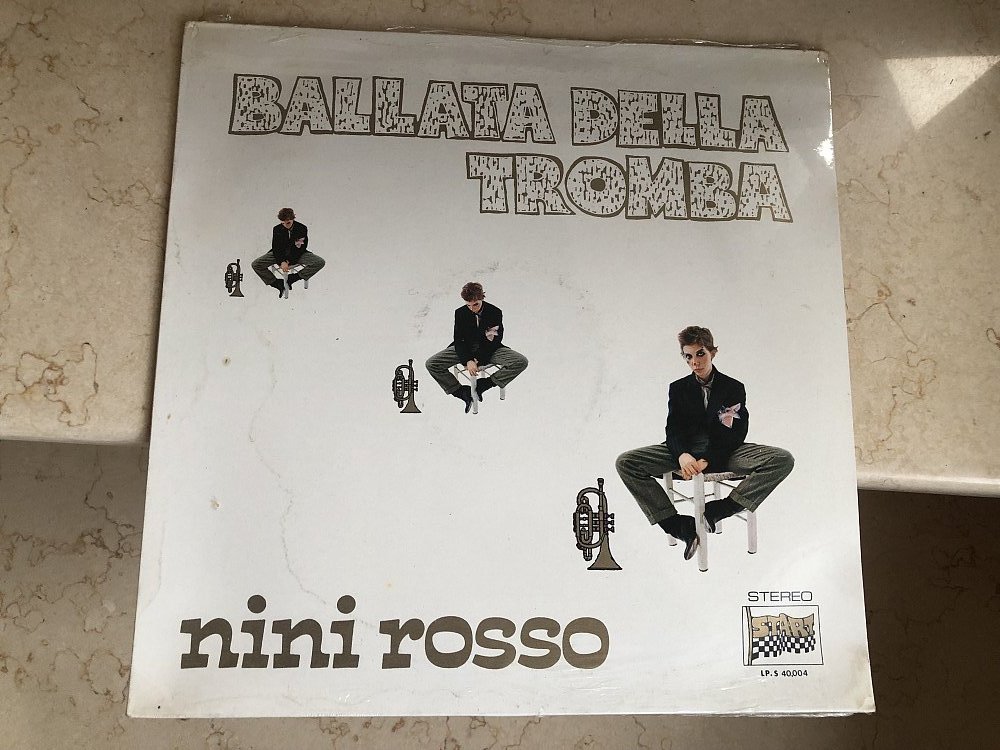 BALLATA DELLA
TROMBA
nini rosso
STEREO
START
LP. S 40,004